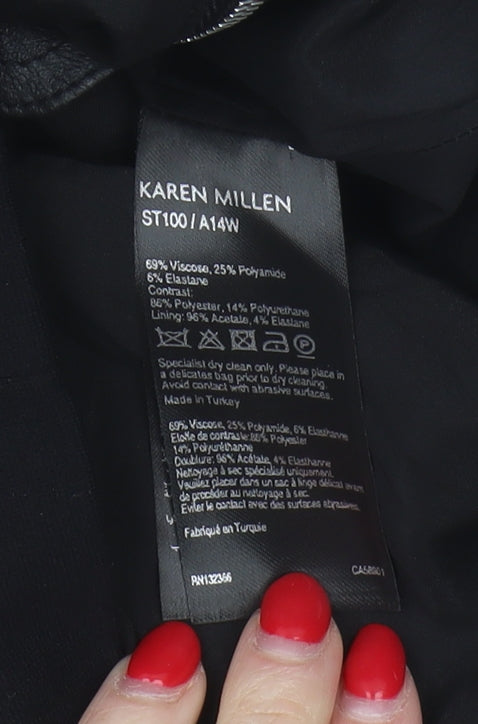 KAREN MILLEN
ST100 / A14W
69% Viscose, 25% Polyamide
6% Elastane
Contrast:
86% Polyester, 14% Polyurethane
Lining: 96% Acetate, 4% Elastane
P
Specialist dry clean only. Please place in
a delicates bag prior to dry cleaning.
Avoid contact with abrasive surfaces.
Made in Turkey
69% Viscose, 25% Polyamide, 6% Elasthanne
Etoffe de contraste: 86% Polyester
14% Polyuréthanne
Doublure: 96% Acétate, 4% Elasthanne
Nettoyage à sec spécialisé uniquement.
Veuillez placer dans un sac à linge délicat avant
de procéder au nettoyage à sec.
Eviter le contact avec des surfaces abrasives.
Fabriqué en Turquie
RN132366